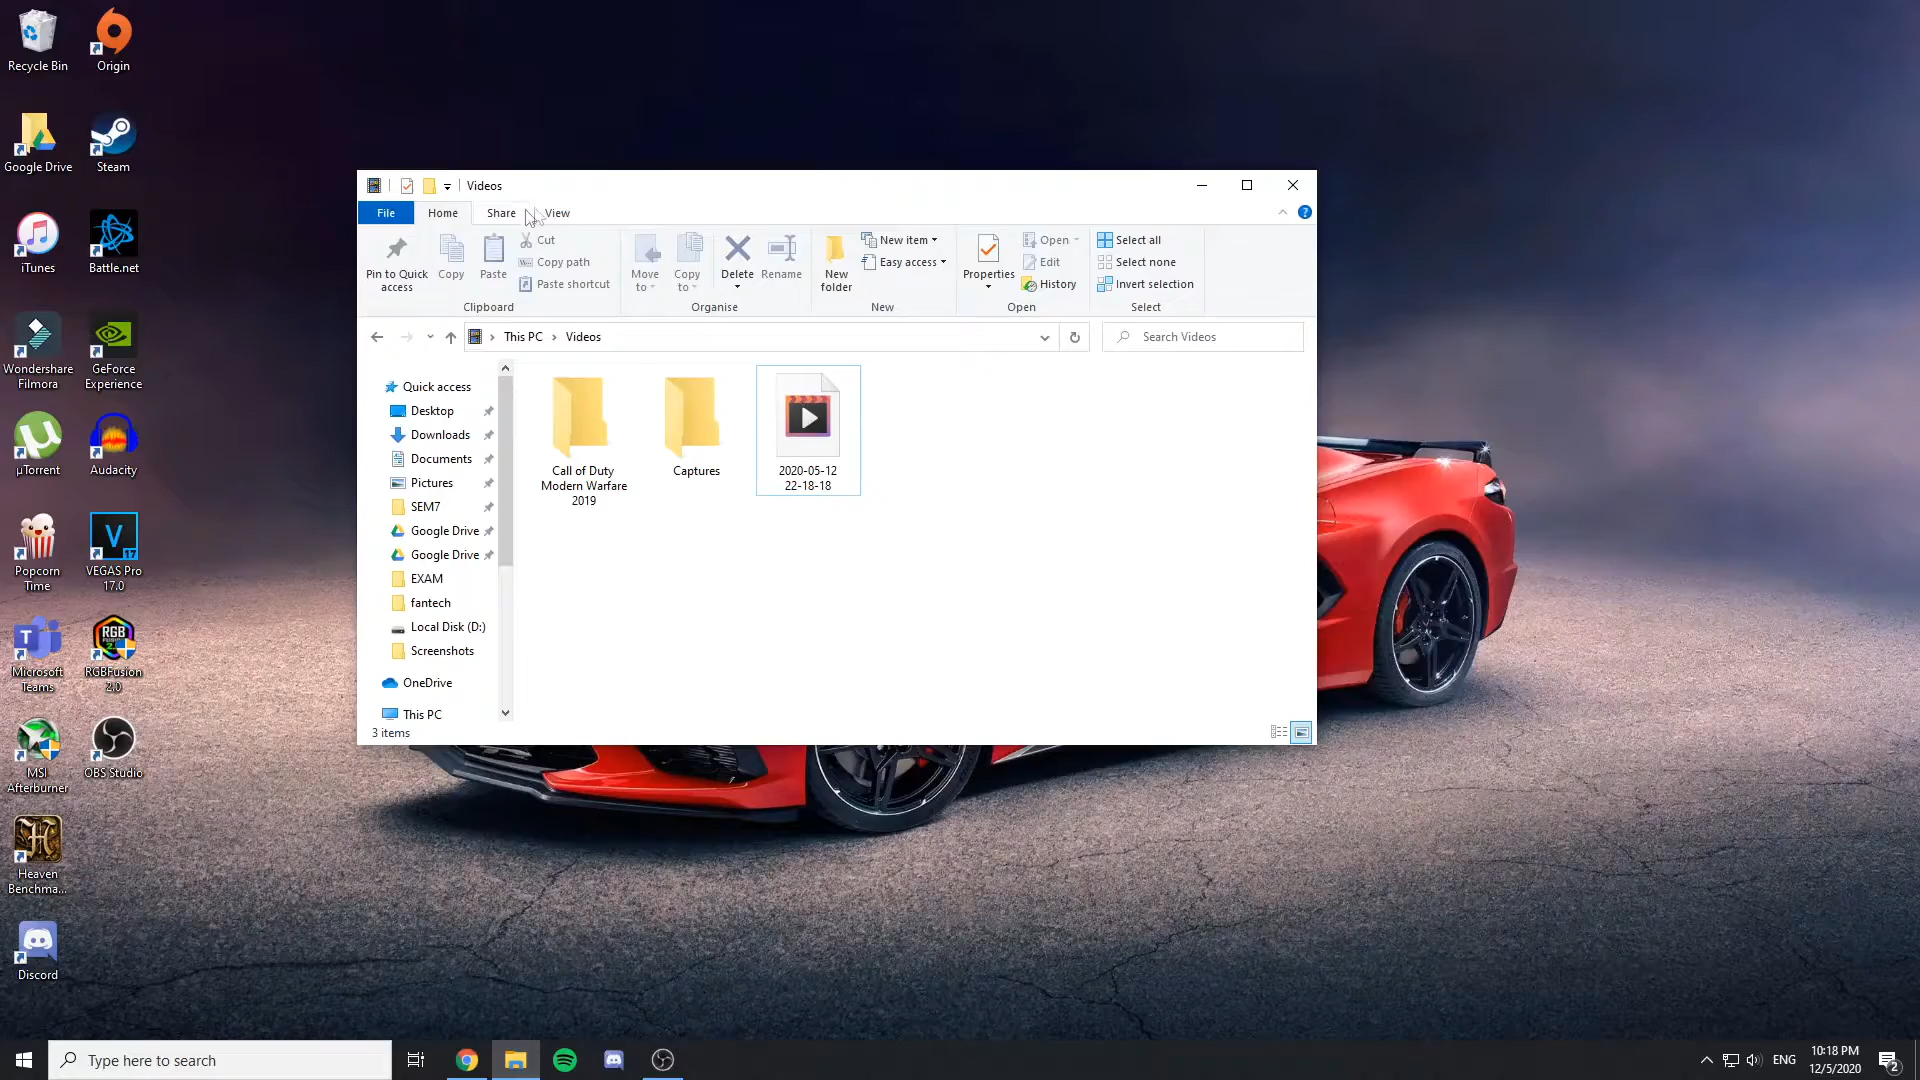 Recycle Bin
Origin
Google Drive
Steam
iTunes
Battle.net
Wondershare
Filmora
GeForce
Experience
µTorrent
Audacity
Popcorn
Time
VEGAS Pro
17.0
Microsoft
Teams
RGBFusion
2.0
MSI
Afterburner
OBS Studio
Heaven
Benchma...
Discord
Videos
File
Home
Share
View
Pin to Quick
access
Copy
Paste
Cut
Copy path
Paste shortcut
Clipboard
Move
to
Copy
to
Delete
Rename
Organise
New
folder
New item
Easy access
New
Properties
Open
Edit
History
Open
Select all
Select none
Invert selection
Select
This PC
Videos
Search Videos
Quick access
Desktop
Downloads
Documents
Pictures
SEM7
Google Drive
Google Drive
EXAM
fantech
Local Disk (D:)
Screenshots
OneDrive
This PC
Call of Duty
Modern Warfare
2019
Captures
2020-05-12
22-18-18
3 items
Type here to search
ENG
10:18 PM
12/5/2020
2